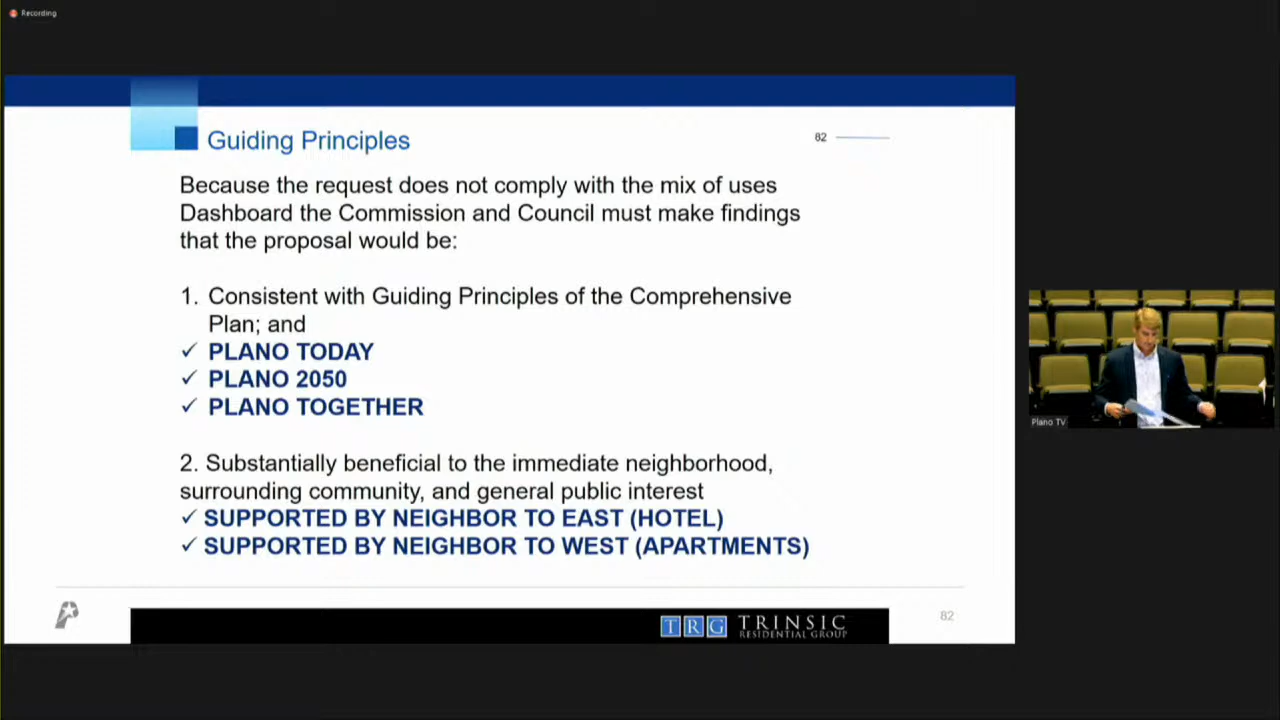 Recording
Guiding Principles
82
Because the request does not comply with the mix of uses
Dashboard the Commission and Council must make findings
that the proposal would be:
1. Consistent with Guiding Principles of the Comprehensive
Plan; and
✓ PLANO TODAY
✓ PLANO 2050
✓ PLANO TOGETHER
2. Substantially beneficial to the immediate neighborhood,
surrounding community, and general public interest
✓ SUPPORTED BY NEIGHBOR TO EAST (HOTEL)
✓ SUPPORTED BY NEIGHBOR TO WEST (APARTMENTS)
TRG TRINSIC
RESIDENTIAL GROUP
82
Plano TV